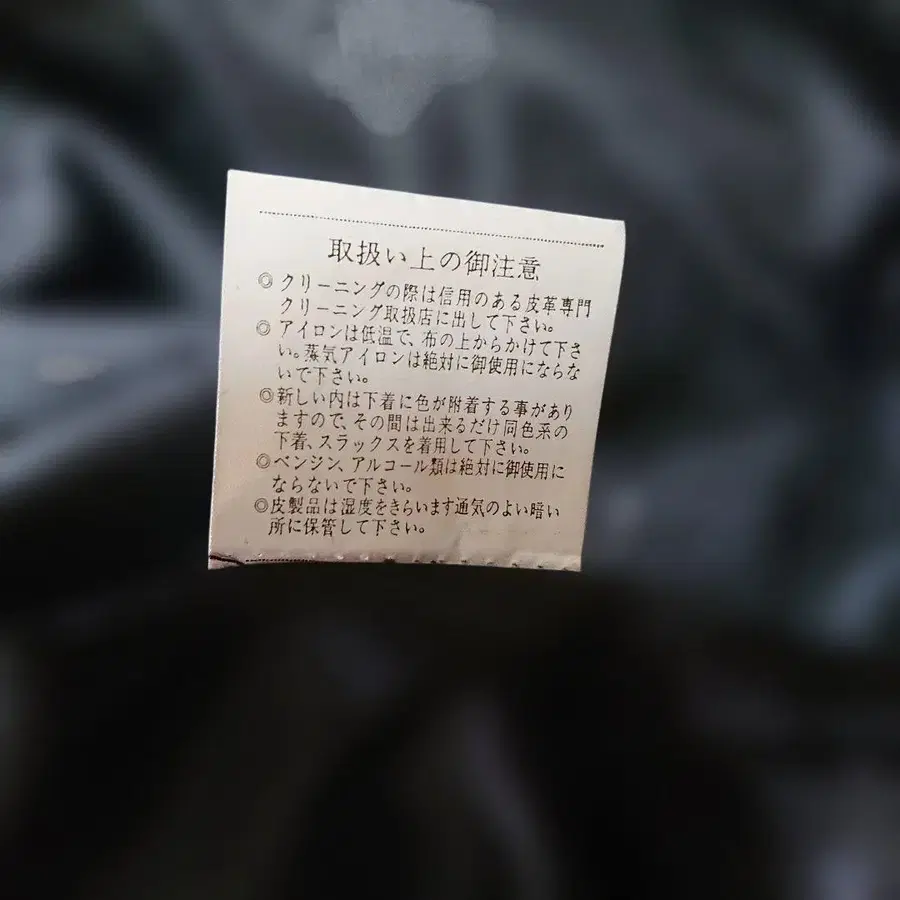 取扱い上の御注意
◎クリーニングの際は信用のある皮革専門
クリーニング取扱店に出して下さい。
◎アイロンは低温で、布の上からかけて下さ
い。蒸気アイロンは絶対に御使用にならな
いで下さい。
◎新しい内は下着に色が附着する事があり
ますので、その間は出来るだけ同色系の
下着、スラックスを着用して下さい。
◎ベンジン、アルコール類は絶対に御使用に
ならないで下さい。
◎皮製品は湿度をきらいます通気のよい暗い
所に保管して下さい。